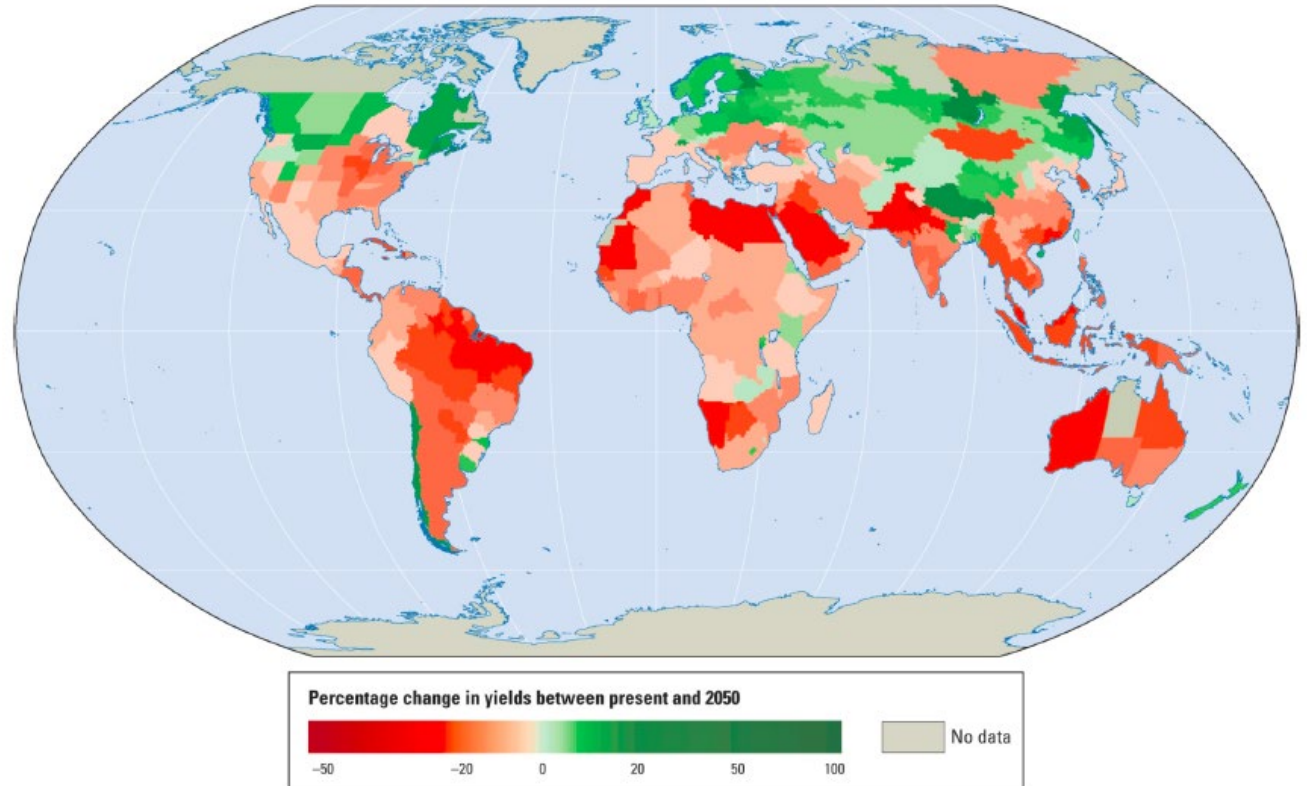 Percentage change in yields between present and 2050
No data
–50 –20 0 20 50 100